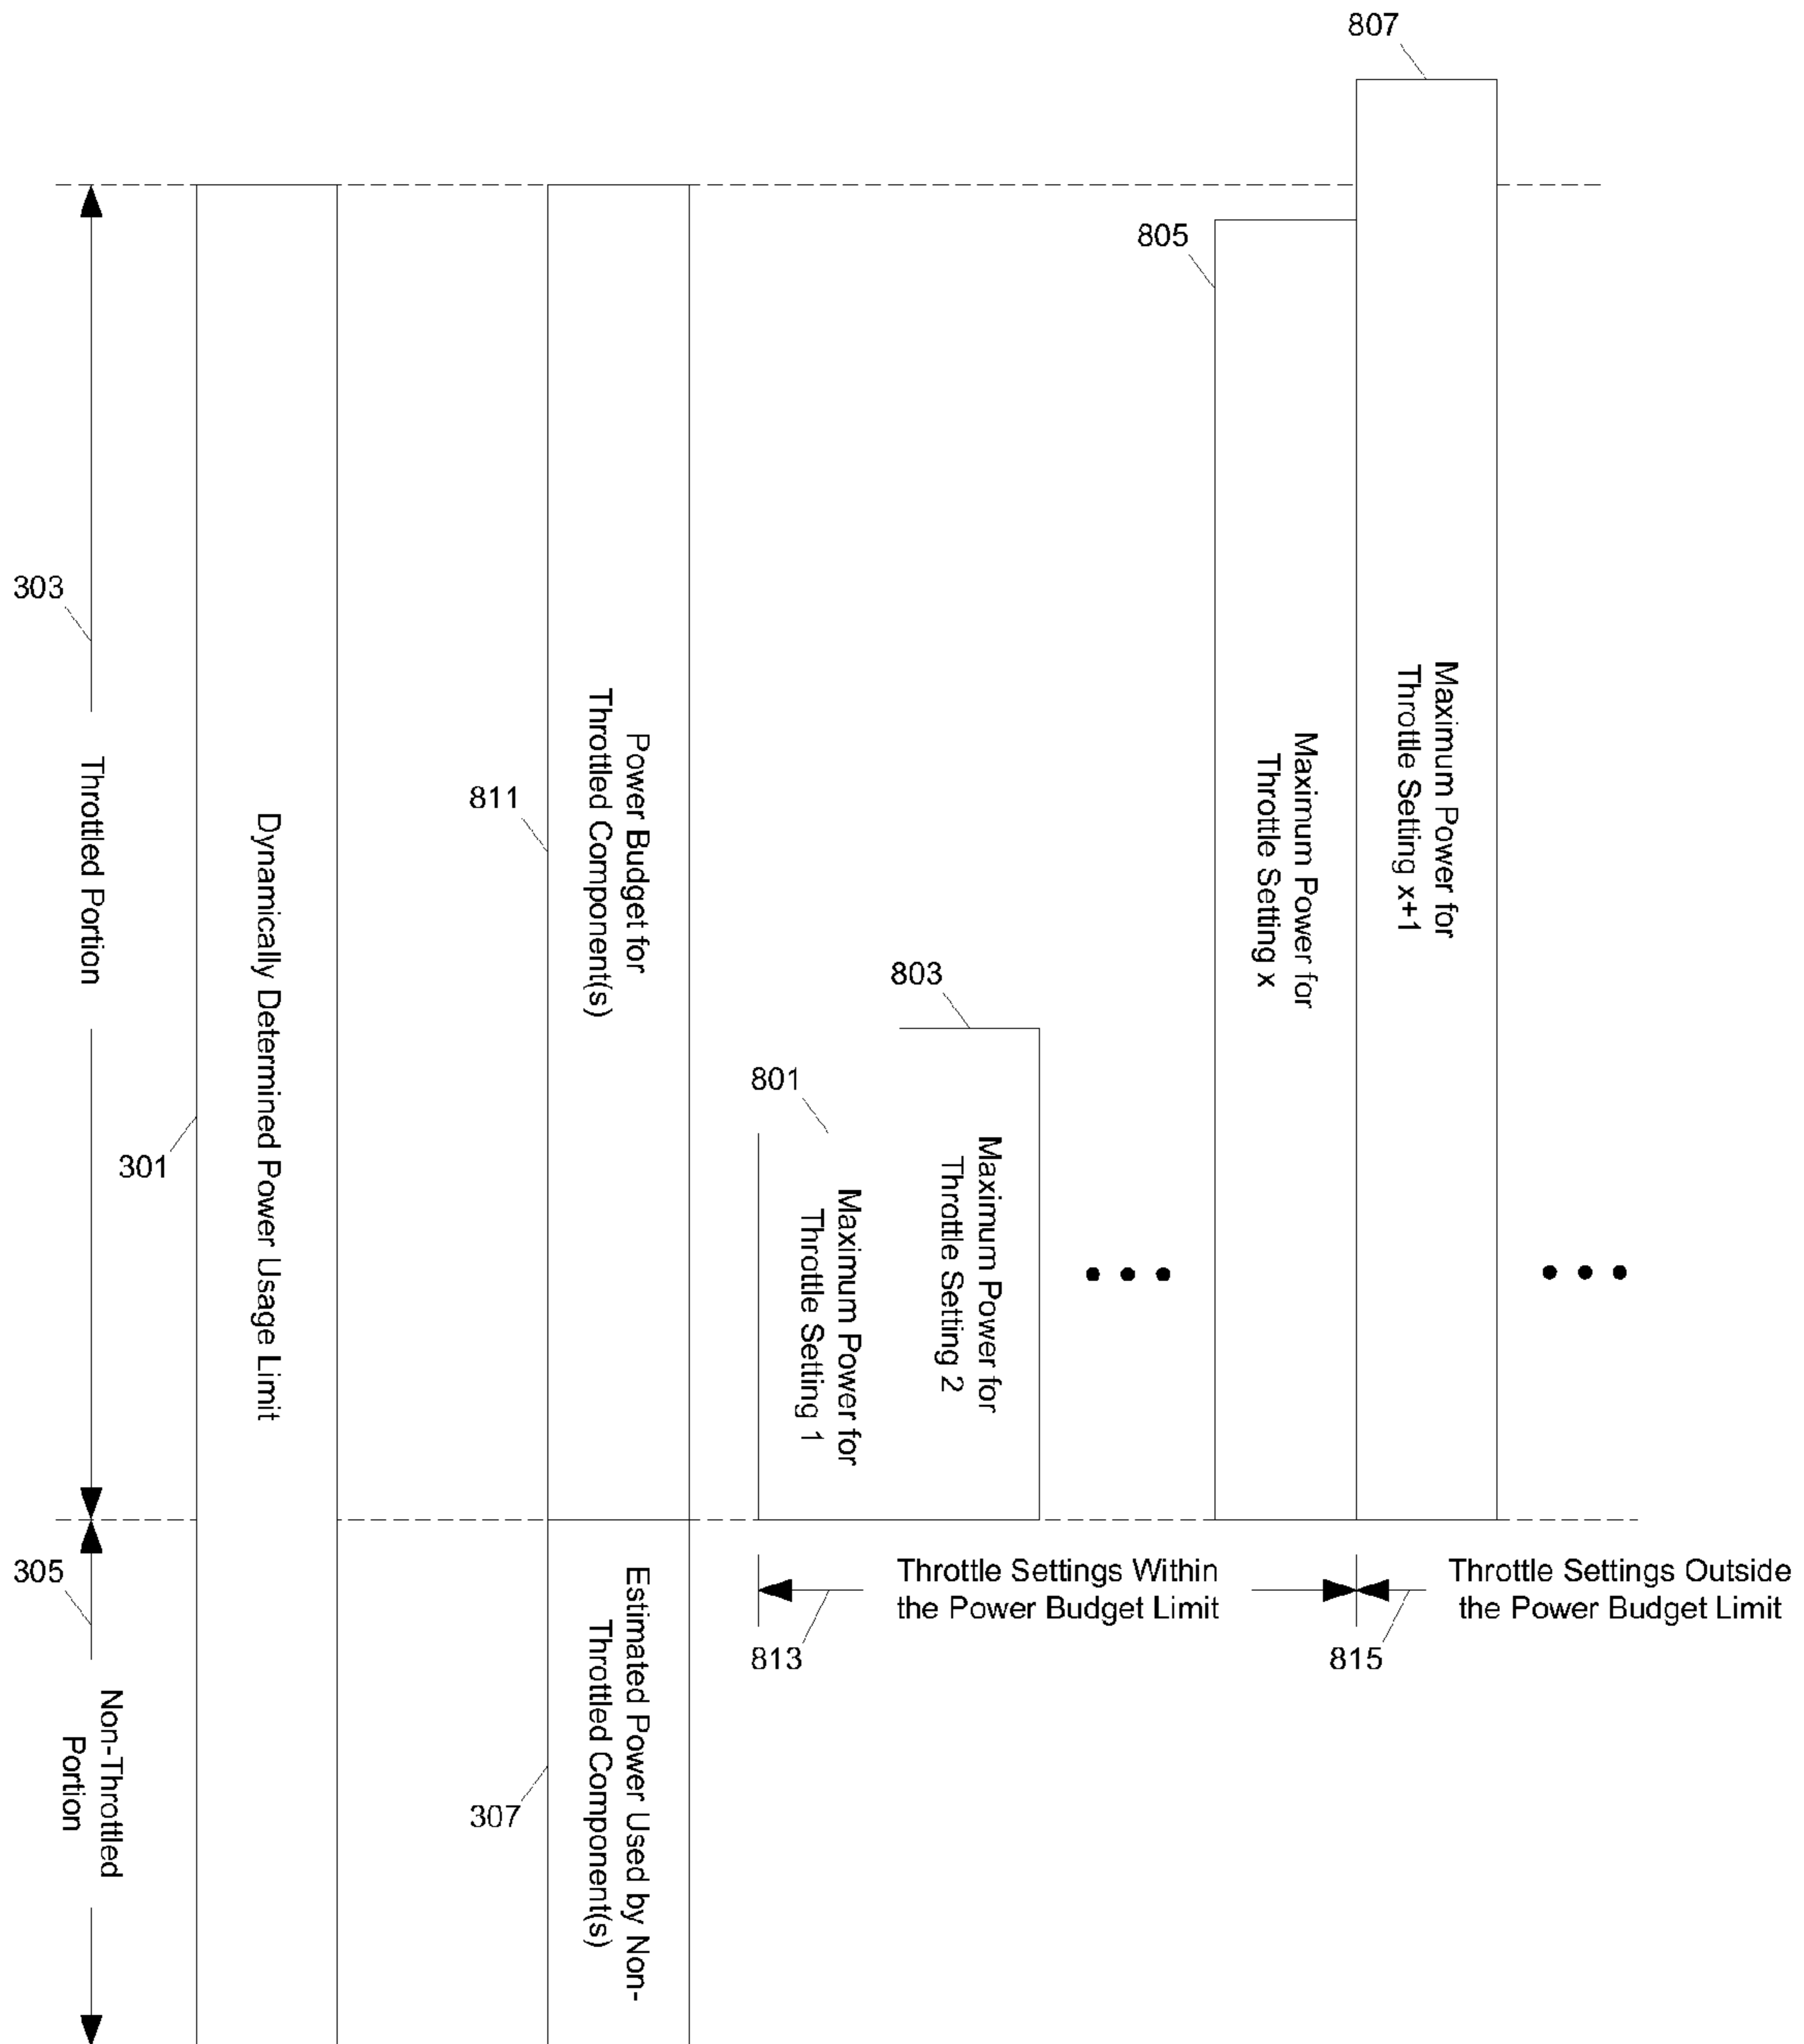 807
805
303
Throttled Portion
301
Dynamically Determined Power Usage Limit
811
Power Budget for
Throttled Component(s)
801
Maximum Power for
Throttle Setting 1
803
Maximum Power for
Throttle Setting 2
Maximum Power for
Throttle Setting x
Maximum Power for
Throttle Setting x+1
305
Non-Throttled
Portion
307
Estimated Power Used by Non-
Throttled Component(s)
Throttle Settings Within
the Power Budget Limit
813
Throttle Settings Outside
the Power Budget Limit
815